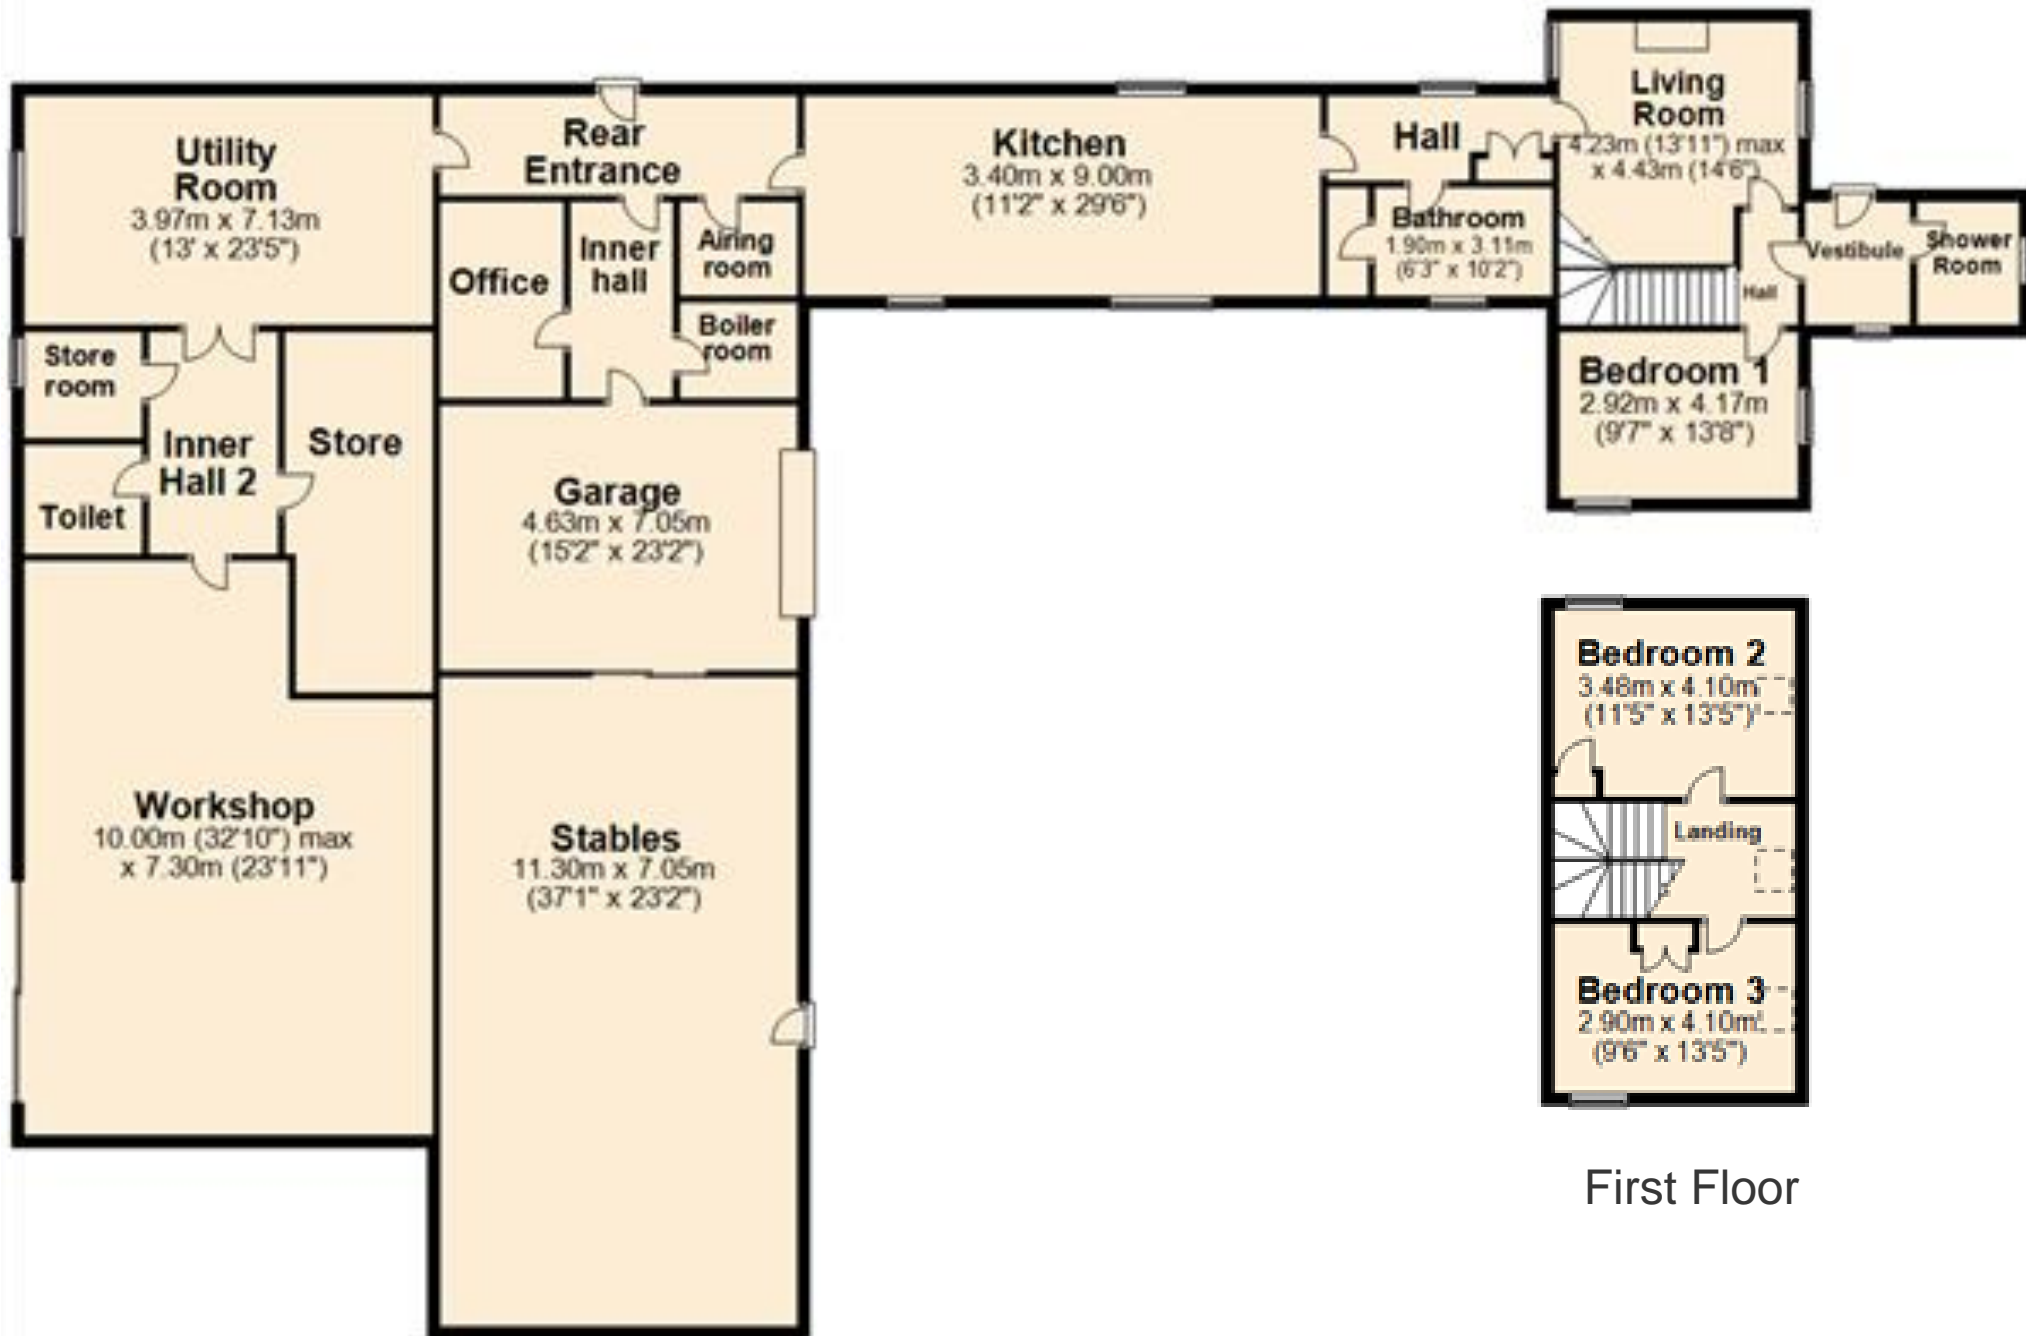 Living
Room
4.23m (13'11") max
x 4.43m (14'6")
Utility
Room
3.97m x 7.13m
(13' x 23'5")
Rear
Entrance
Kitchen
3.40m x 9.00m
(11'2" x 29'6")
Hall
Bathroom
1.90m x 3.11m
(6'3" x 10'2")
Vestibule
Shower
Room
Hall
Office
Inner
hall
Airing
room
Boiler
room
Store
room
Inner
Hall 2
Store
Toilet
Bedroom 1
2.92m x 4.17m
(9'7" x 13'8")
Garage
4.63m x 7.05m
(15'2" x 23'2")
Workshop
10.00m (32'10") max
x 7.30m (23'11")
Stables
11.30m x 7.05m
(37'1" x 23'2")
Bedroom 2
3.48m x 4.10m
(11'5" x 13'5")
Landing
Bedroom 3
2.90m x 4.10m
(9'6" x 13'5")
First Floor